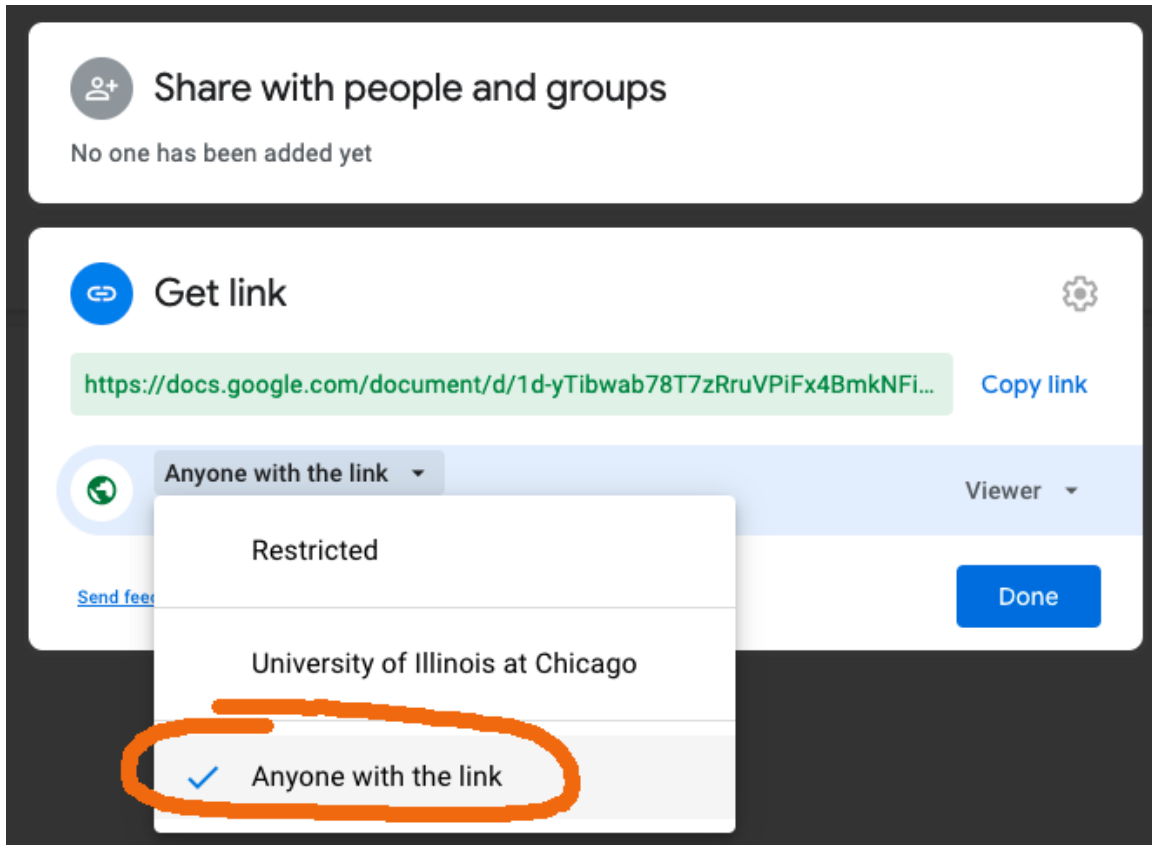 Share with people and groups
No one has been added yet
Get link
https://docs.google.com/document/d/1d-yTibwab78T7zRruVPiFx4BmkNFi...
Copy link
Anyone with the link
Viewer
Restricted
Send fee
Done
University of Illinois at Chicago
Anyone with the link